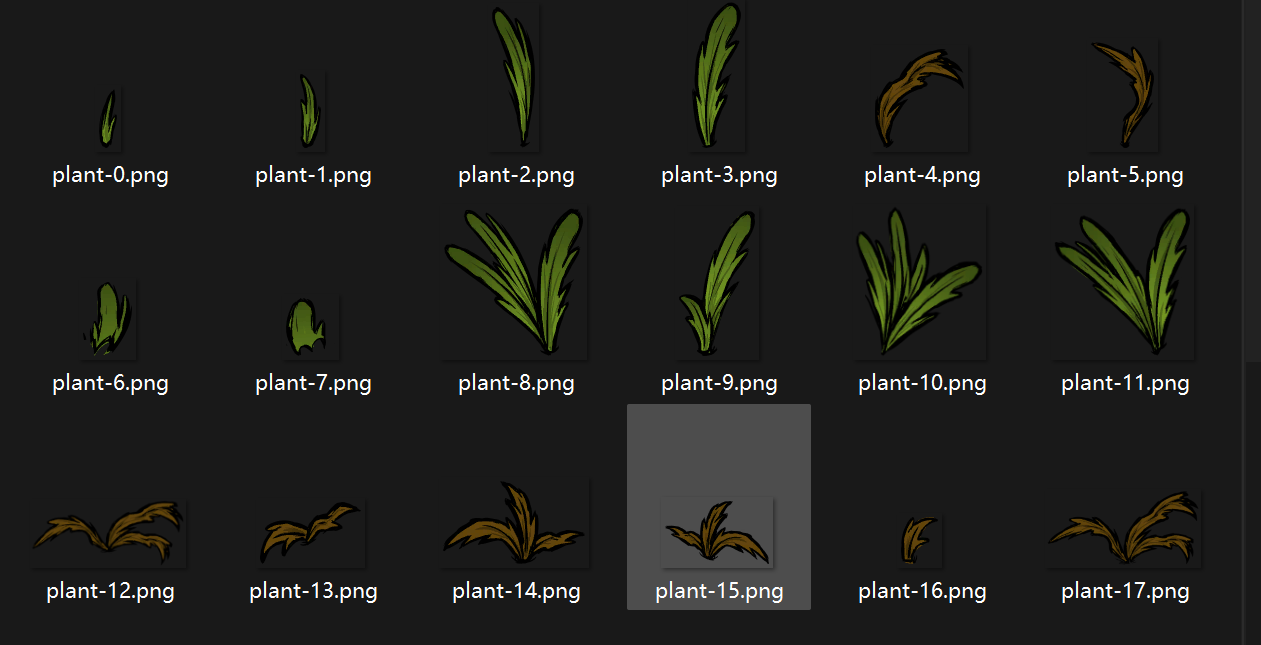 plant-0.png
plant-1.png
plant-2.png
plant-3.png
plant-4.png
plant-5.png
plant-6.png
plant-7.png
plant-8.png
plant-9.png
plant-10.png
plant-11.png
plant-12.png
plant-13.png
plant-14.png
plant-15.png
plant-16.png
plant-17.png